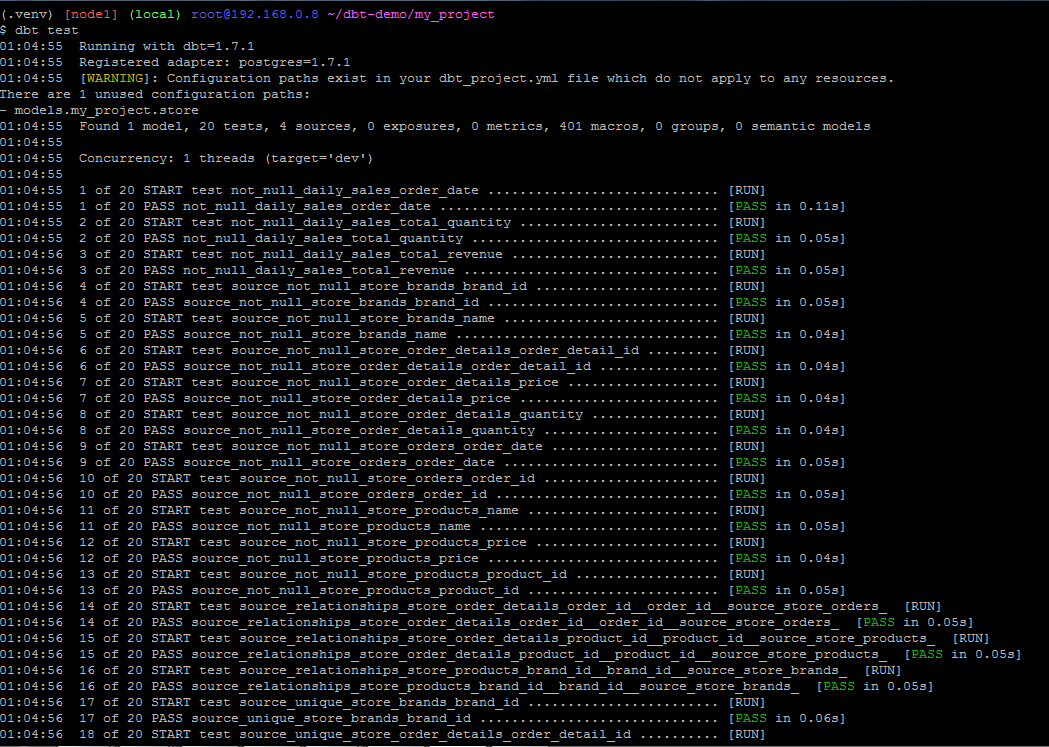 (.venv) [node1] (local) root@192.168.0.8 ~/dbt-demo/my_project
$ dbt test
01:04:55  Running with dbt=1.7.1
01:04:55  Registered adapter: postgres=1.7.1
01:04:55  [WARNING]: Configuration paths exist in your dbt_project.yml file which do not apply to any resources.
There are 1 unused configuration paths:
- models.my_project.store
01:04:55  Found 1 model, 20 tests, 4 sources, 0 exposures, 0 metrics, 401 macros, 0 groups, 0 semantic models
01:04:55
01:04:55  Concurrency: 1 threads (target='dev')
01:04:55
01:04:55  1 of 20 START test not_null_daily_sales_order_date ............................. [RUN]
01:04:55  1 of 20 PASS not_null_daily_sales_order_date ................................... [PASS in 0.11s]
01:04:55  2 of 20 START test not_null_daily_sales_total_quantity ......................... [RUN]
01:04:55  2 of 20 PASS not_null_daily_sales_total_quantity ............................... [PASS in 0.05s]
01:04:55  3 of 20 START test not_null_daily_sales_total_revenue .......................... [RUN]
01:04:55  3 of 20 PASS not_null_daily_sales_total_revenue ................................ [PASS in 0.05s]
01:04:55  4 of 20 START test source_not_null_store_brands_brand_id ....................... [RUN]
01:04:56  4 of 20 PASS source_not_null_store_brands_brand_id ............................. [PASS in 0.05s]
01:04:56  5 of 20 START test source_not_null_store_brands_name ........................... [RUN]
01:04:56  5 of 20 PASS source_not_null_store_brands_name ................................. [PASS in 0.04s]
01:04:56  6 of 20 START test source_not_null_store_order_details_order_detail_id ......... [RUN]
01:04:56  6 of 20 PASS source_not_null_store_order_details_order_detail_id ............... [PASS in 0.04s]
01:04:56  7 of 20 START test source_not_null_store_order_details_price ................... [RUN]
01:04:56  7 of 20 PASS source_not_null_store_order_details_price ......................... [PASS in 0.04s]
01:04:56  8 of 20 START test source_not_null_store_order_details_quantity ................ [RUN]
01:04:56  8 of 20 PASS source_not_null_store_order_details_quantity ...................... [PASS in 0.04s]
01:04:56  9 of 20 START test source_not_null_store_orders_order_date ..................... [RUN]
01:04:56  9 of 20 PASS source_not_null_store_orders_order_date ........................... [PASS in 0.05s]
01:04:56  10 of 20 START test source_not_null_store_orders_order_id ...................... [RUN]
01:04:56  10 of 20 PASS source_not_null_store_orders_order_id ............................ [PASS in 0.05s]
01:04:56  11 of 20 START test source_not_null_store_products_name ........................ [RUN]
01:04:56  11 of 20 PASS source_not_null_store_products_name .............................. [PASS in 0.05s]
01:04:56  12 of 20 START test source_not_null_store_products_price ....................... [RUN]
01:04:56  12 of 20 PASS source_not_null_store_products_price ............................. [PASS in 0.04s]
01:04:56  13 of 20 START test source_not_null_store_products_product_id .................. [RUN]
01:04:56  13 of 20 PASS source_not_null_store_products_product_id ........................ [PASS in 0.05s]
01:04:56  14 of 20 START test source_relationships_store_order_details_order_id__order_id__source_store_orders_  [RUN]
01:04:56  14 of 20 PASS source_relationships_store_order_details_order_id__order_id__source_store_orders_  [PASS in 0.05s]
01:04:56  15 of 20 START test source_relationships_store_order_details_product_id__product_id__source_store_products_  [RUN]
01:04:56  15 of 20 PASS source_relationships_store_order_details_product_id__product_id__source_store_products_  [PASS in 0.05s]
01:04:56  16 of 20 START test source_relationships_store_products_brand_id__brand_id__source_store_brands_  [RUN]
01:04:56  16 of 20 PASS source_relationships_store_products_brand_id__brand_id__source_store_brands_  [PASS in 0.05s]
01:04:56  17 of 20 START test source_unique_store_brands_brand_id ........................ [RUN]
01:04:56  17 of 20 PASS source_unique_store_brands_brand_id .............................. [PASS in 0.06s]
01:04:56  18 of 20 START test source_unique_store_order_details_order_detail_id .......... [RUN]